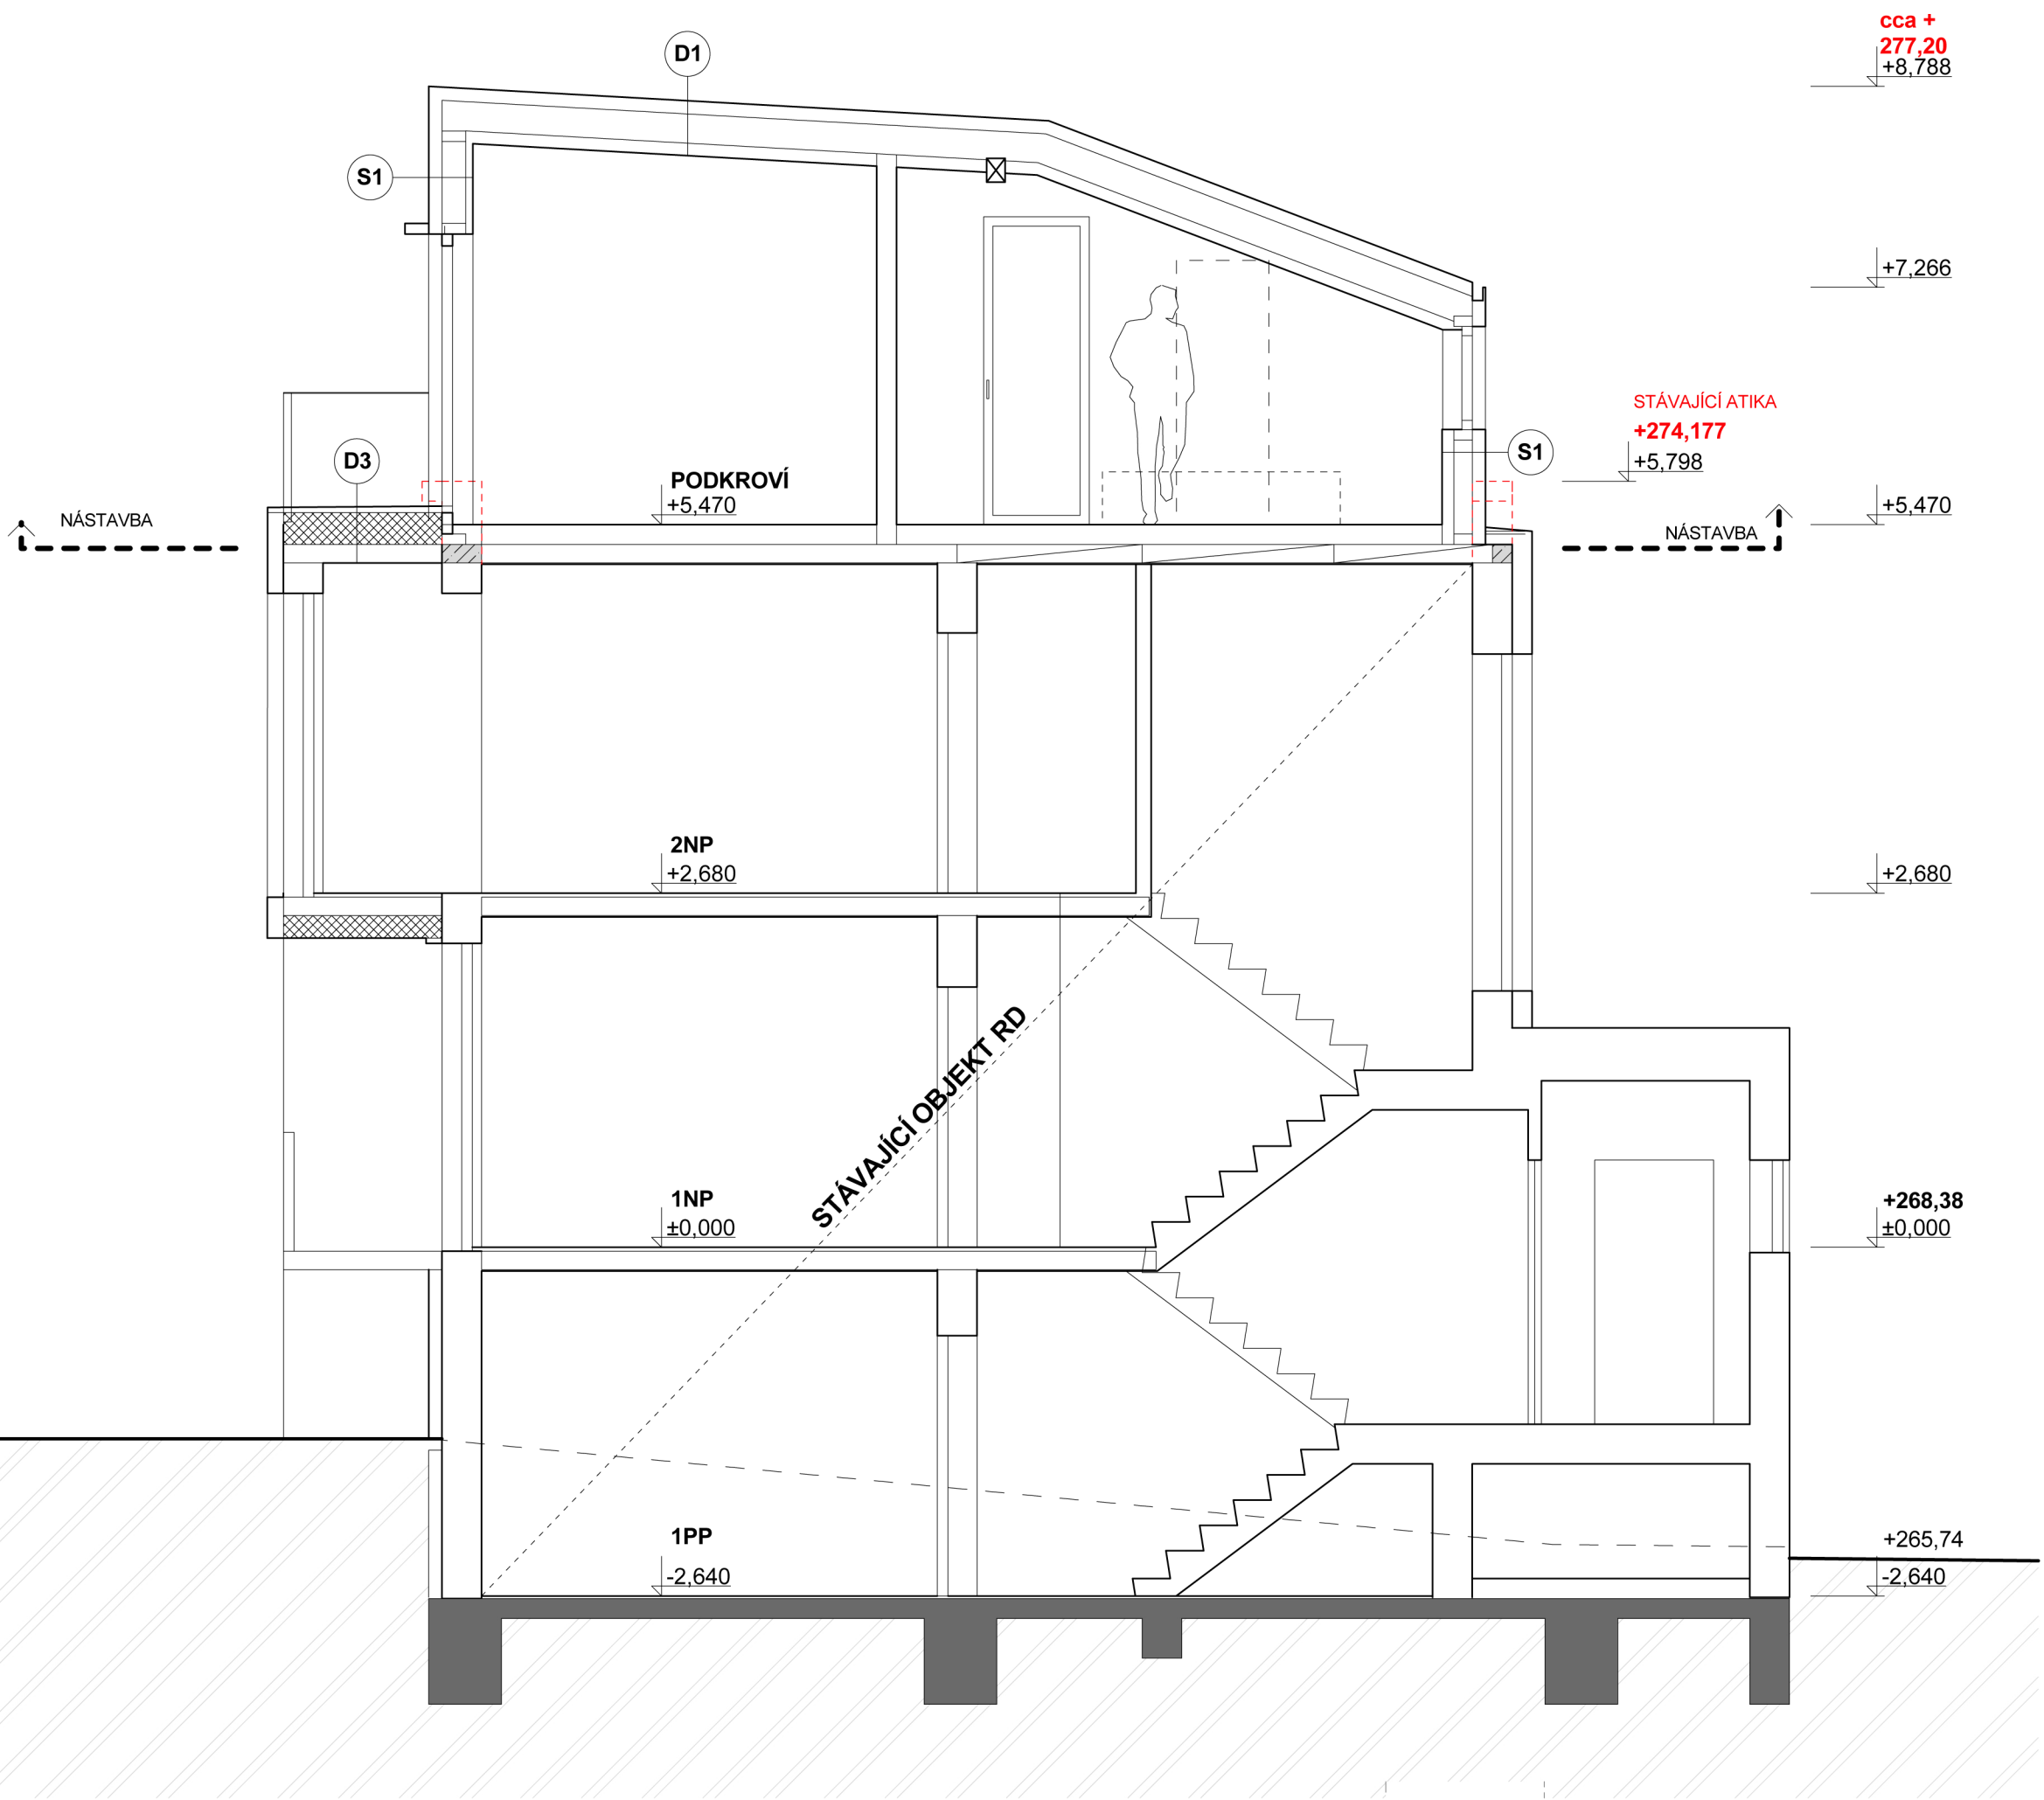 cca +
277,20
+8,788
D1
S1
+7,266
STÁVAJÍCÍ ATIKA
+274,177
+5,798
D3
S1
PODKROVÍ
+5,470
+5,470
NÁSTAVBA
NÁSTAVBA
2NP
+2,680
+2,680
STÁVAJÍCÍ OBJEKT RD
1NP
±0,000
+268,38
±0,000
1PP
-2,640
+265,74
-2,640